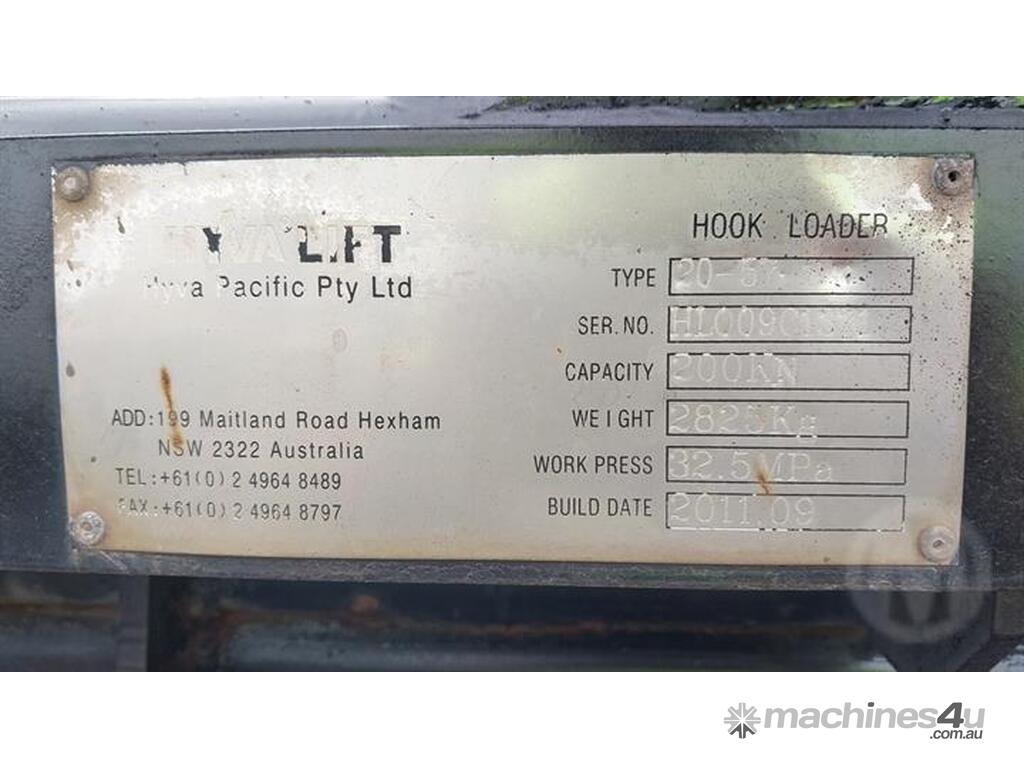 HYVALIFT
Hyva Pacific Pty Ltd
ADD:199 Maitland Road Hexham
NSW 2322 Australia
TEL:+61(0)2 4964 8489
FAX:+61(0)2 4964 8797
HOOK LOADER
TYPE
SER.NO.
CAPACITY 200KN
WEIGHT 2825Kg
WORK PRESS 32.5MPa
BUILD DATE 2011.09
machines4u
.com.au